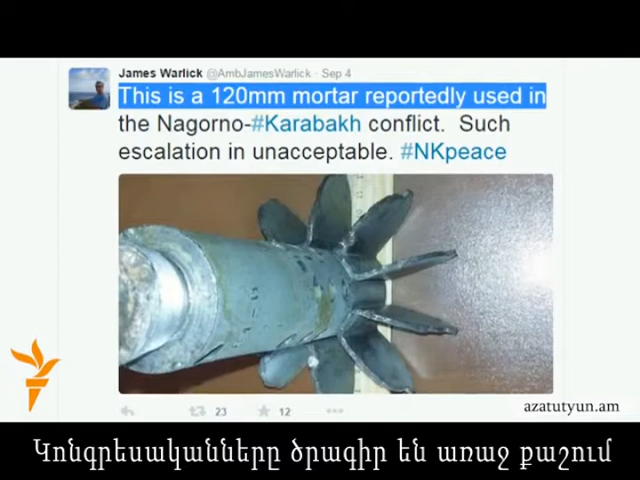 James Warlick @AmbJamesWarlick · Sep 4
This is a 120mm mortar reportedly used in
the Nagorno-#Karabakh conflict. Such
escalation in unacceptable. #NKpeace
23 12
azatutyun.am
Կոնգրեսականները ծրագիր են առաջ քաշում